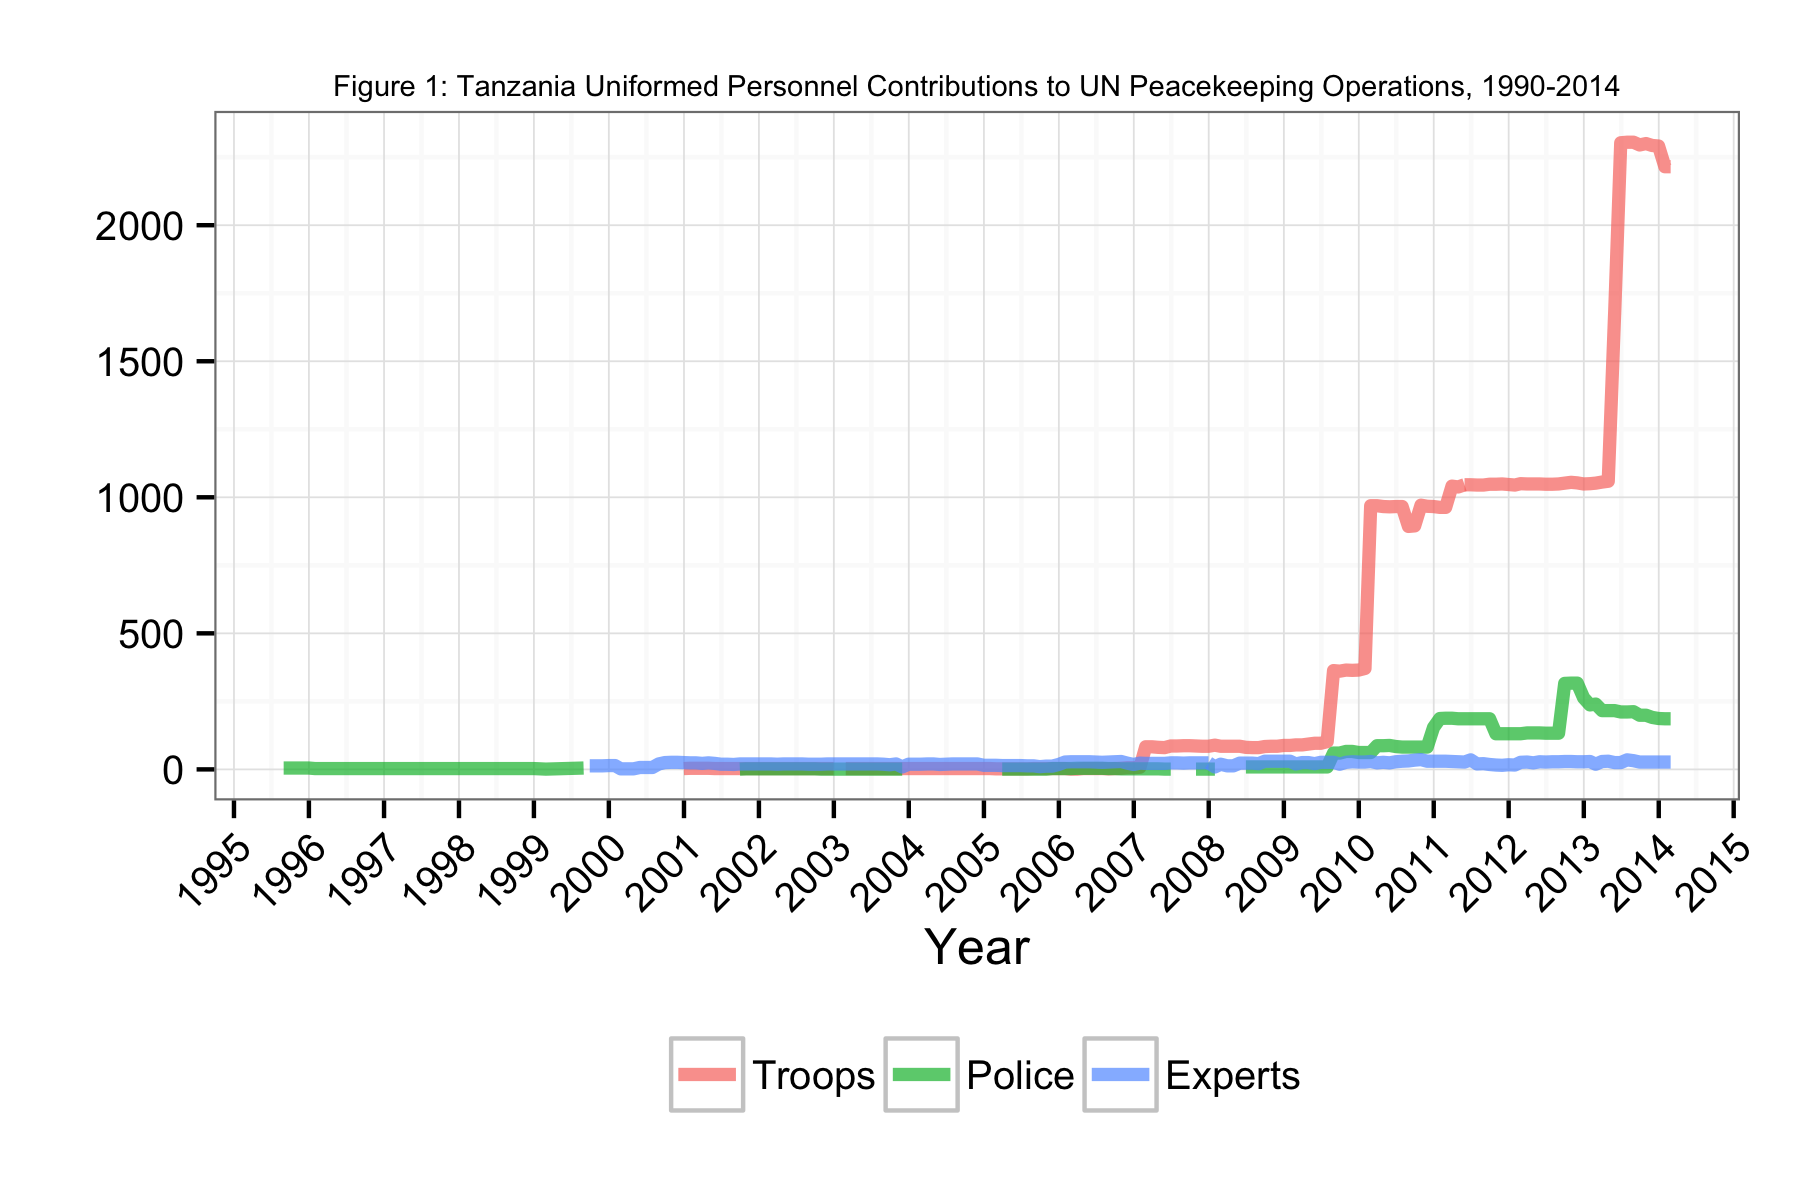 Figure 1: Tanzania Uniformed Personnel Contributions to UN Peacekeeping Operations, 1990-2014
2000
1500
1000
500
0
1995 1996 1997 1998 1999 2000 2001 2002 2003 2004 2005 2006 2007 2008 2009 2010 2011 2012 2013 2014 2015
Year
Troops Police Experts